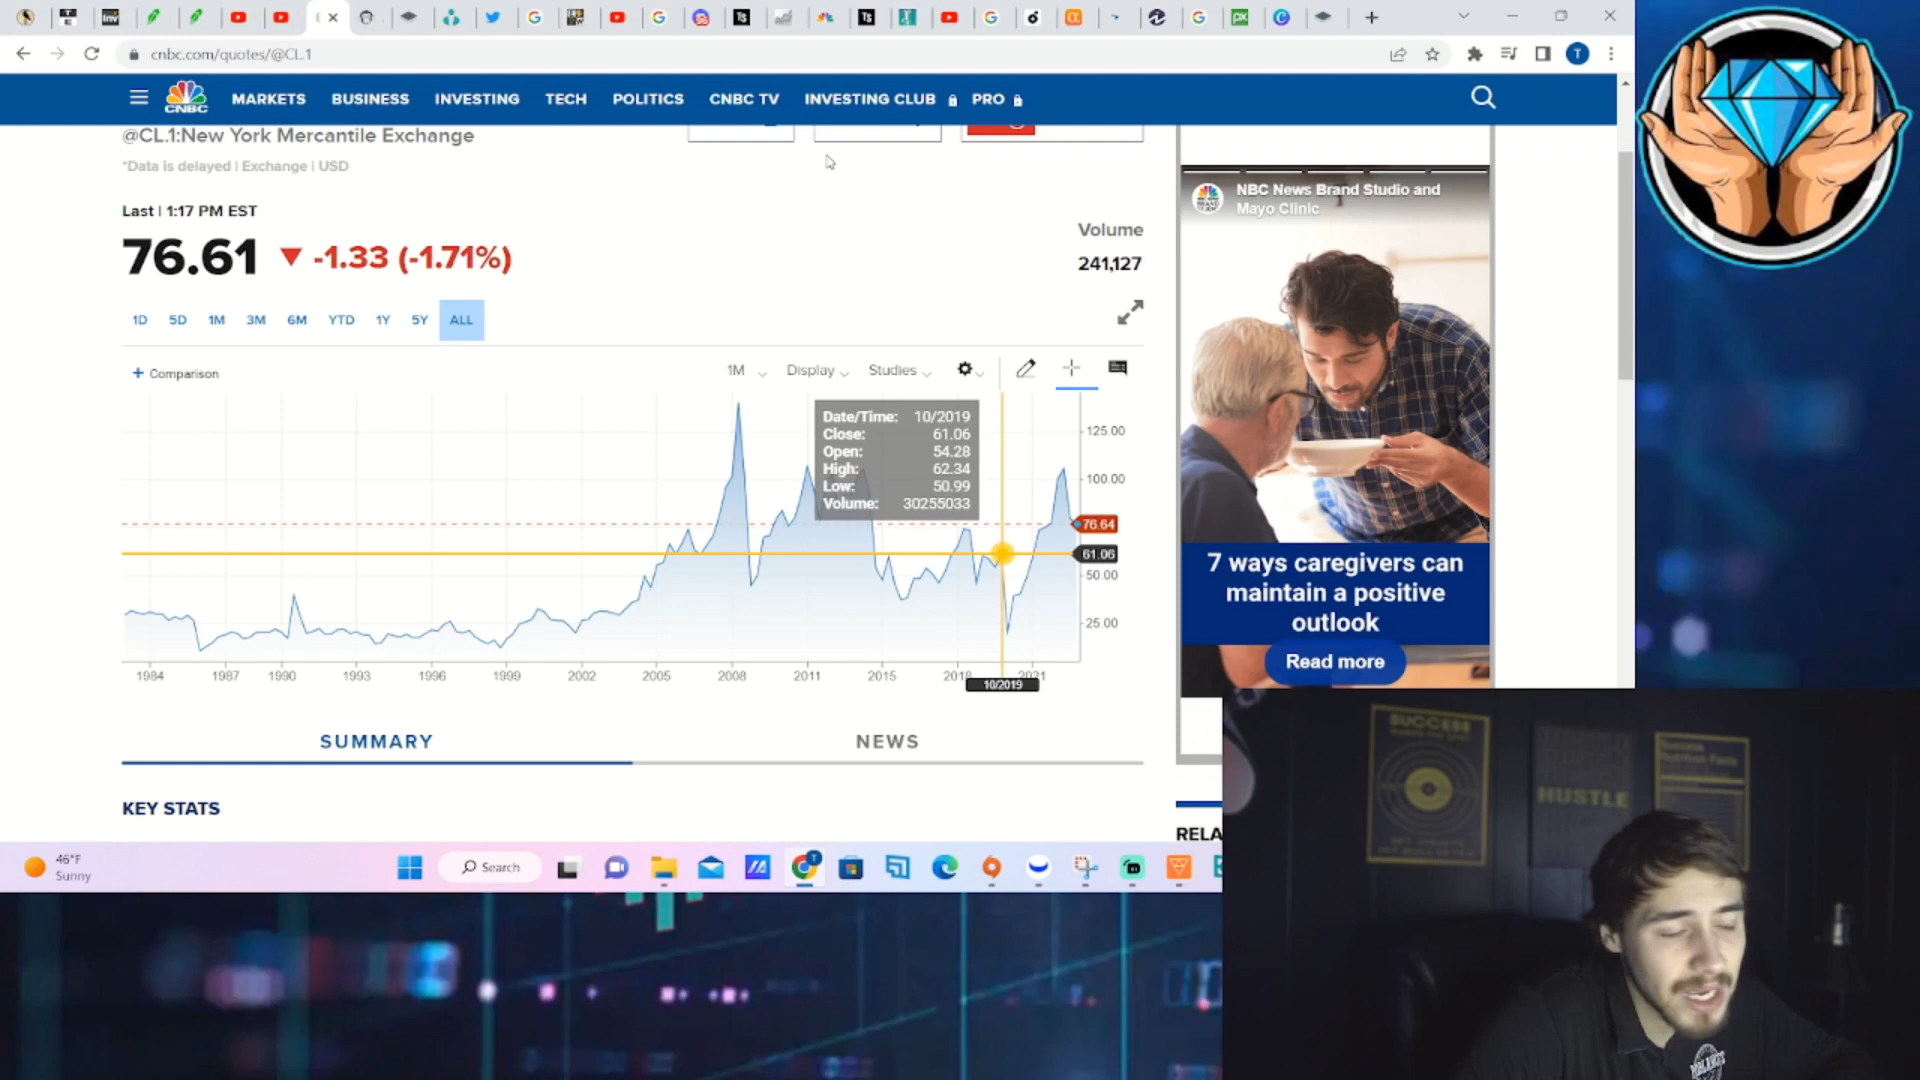 T
cnbc.com/quotes/@CL.1
T
CNBC
MARKETS
BUSINESS
INVESTING
TECH
POLITICS
CNBC TV
INVESTING CLUB
PRO
@CL.1:New York Mercantile Exchange
*Data is delayed | Exchange | USD
Last | 1:17 PM EST
76.61 ▼ -1.33 (-1.71%)
Volume
241,127
1D 5D 1M 3M 6M YTD 1Y 5Y ALL
+ Comparison
1M Display Studies
Date/Time: 10/2019
Close: 61.06
Open: 54.28
High: 62.34
Low: 50.99
Volume: 30255033
125.00
100.00
76.64
61.06
50.00
25.00
1984 1987 1990 1993 1996 1999 2002 2005 2008 2011 2015 2018 2021
10/2019
SUMMARY
NEWS
KEY STATS
NBC News Brand Studio and
Mayo Clinic
7 ways caregivers can
maintain a positive
outlook
Read more
RELA
46°F
Sunny
Search
SUCCESS
HUSTLE